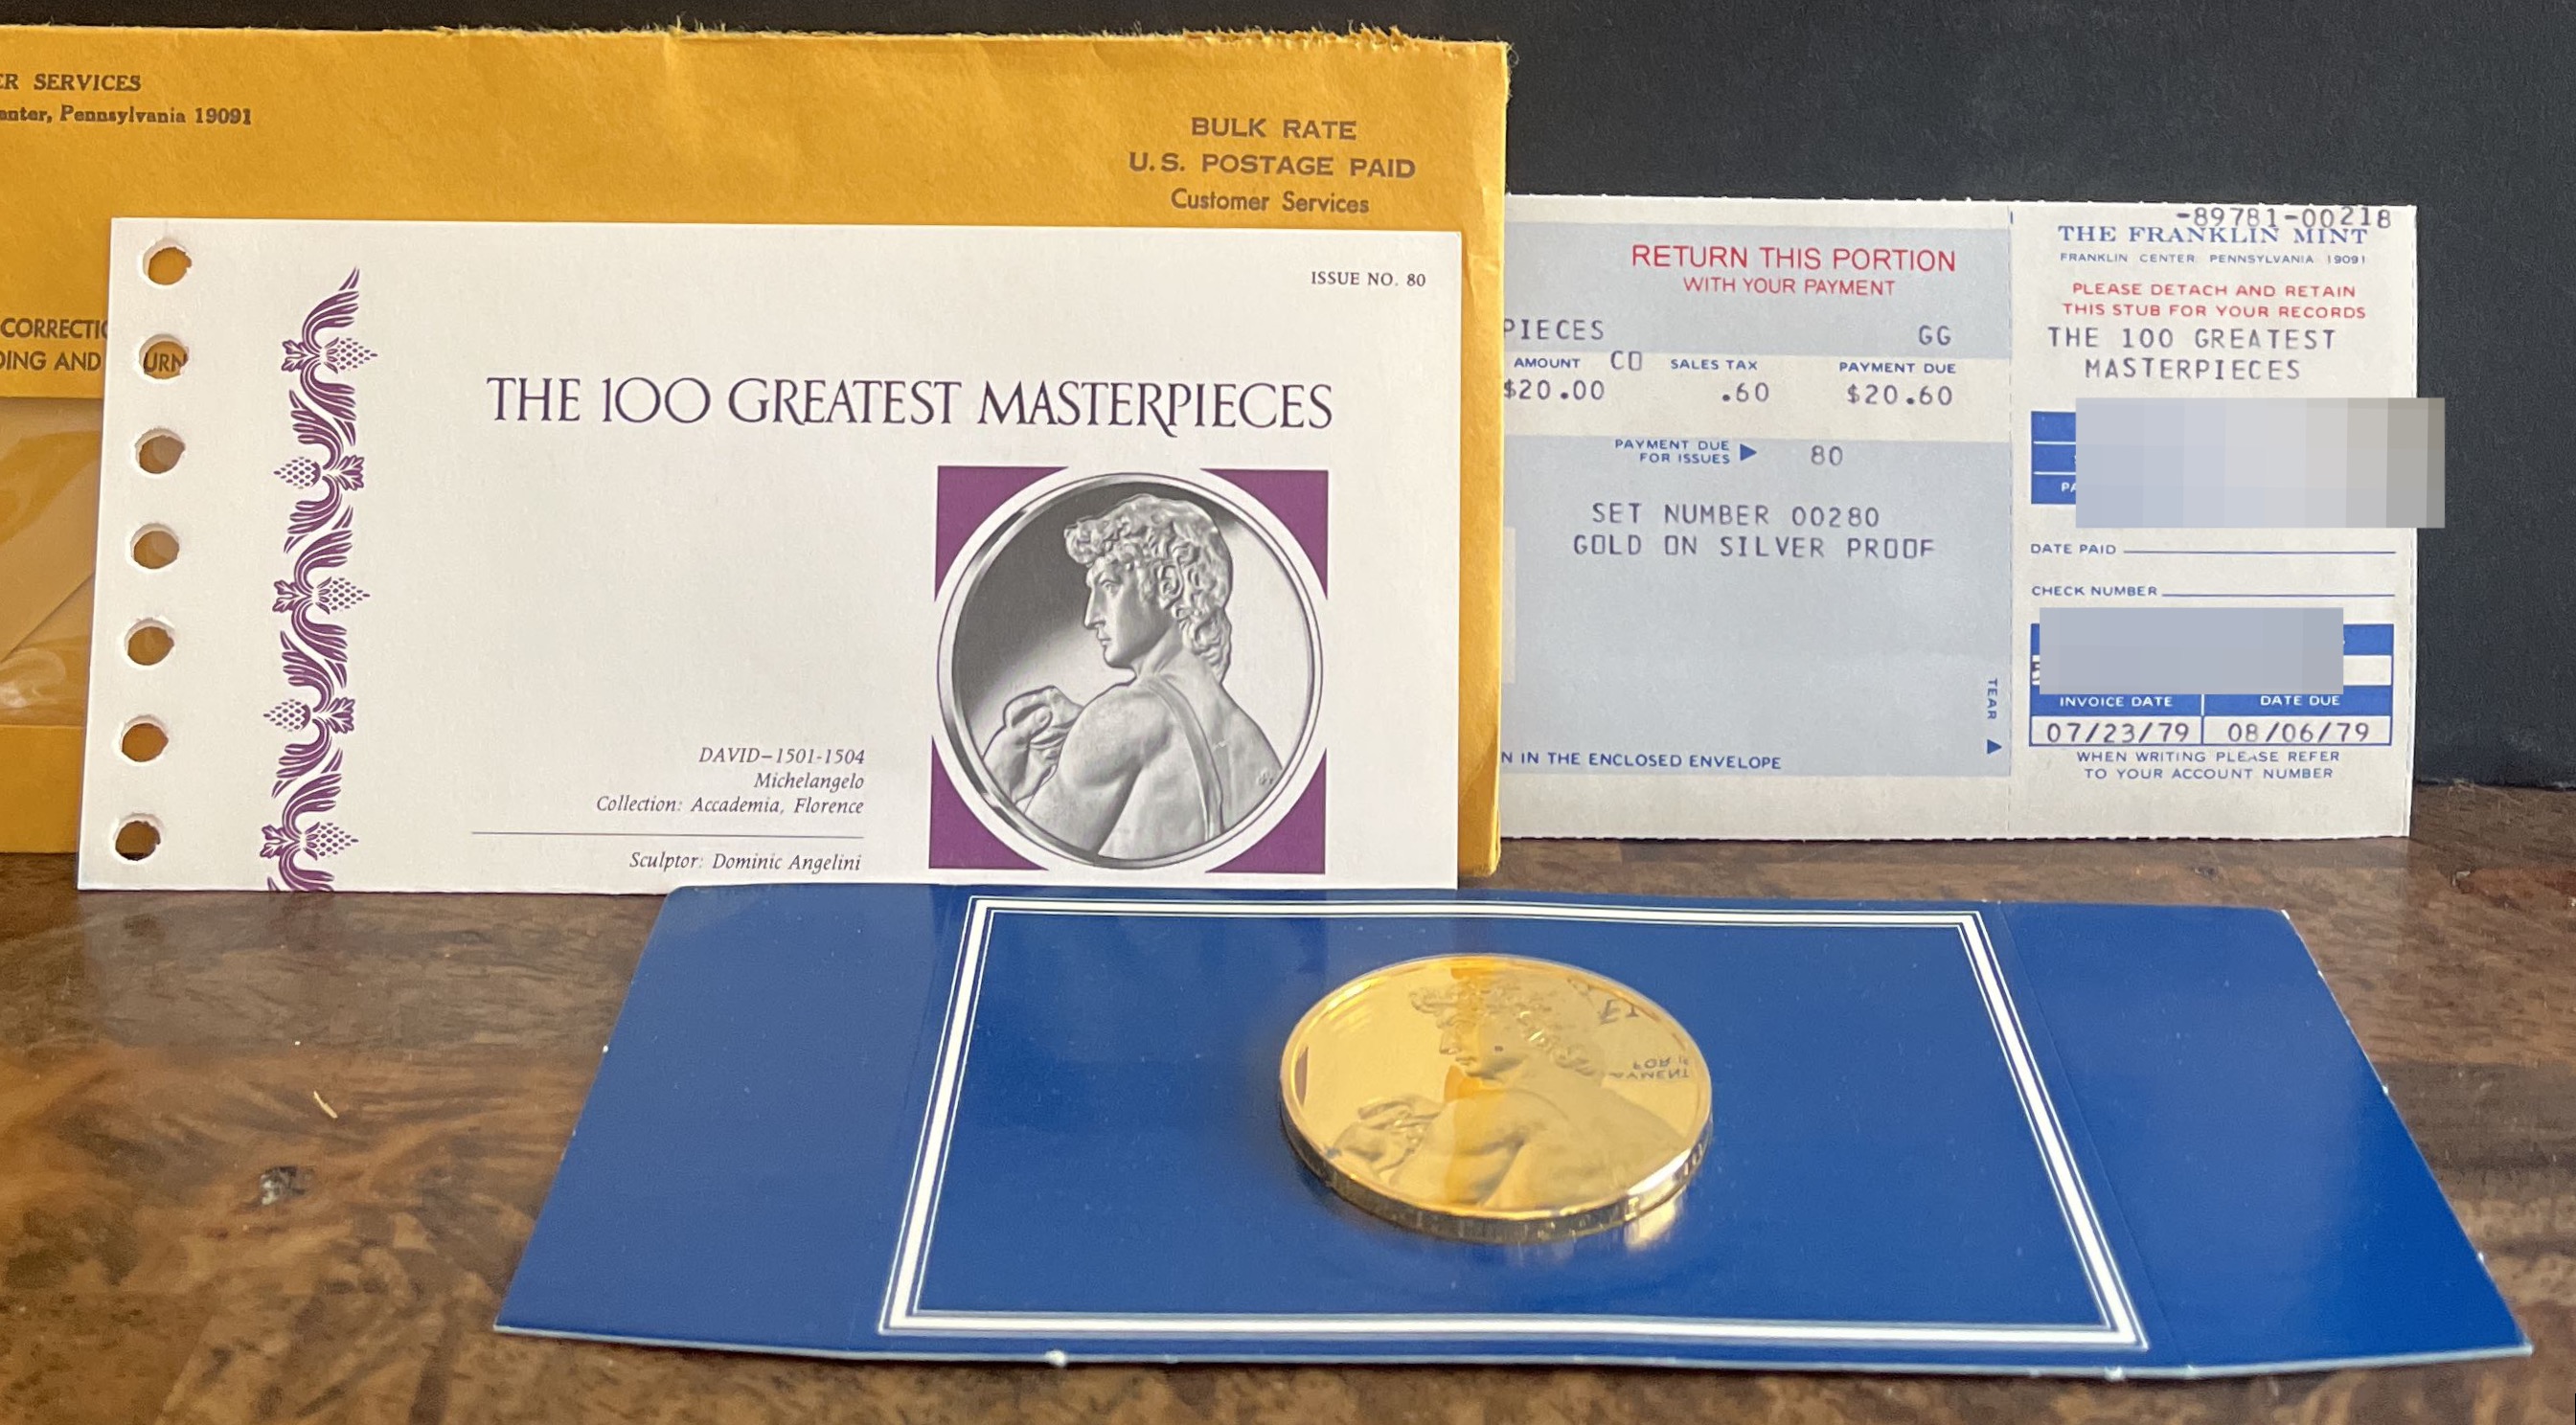 ER SERVICES
enter, Pennsylvania 19091
BULK RATE
U.S. POSTAGE PAID
Customer Services
CORRECTIO
DING AND URN
ISSUE NO. 80
THE 100 GREATEST MASTERPIECES
DAVID–1501-1504
Michelangelo
Collection: Accademia, Florence
Sculptor: Dominic Angelini
RETURN THIS PORTION
WITH YOUR PAYMENT
PIECES GG
AMOUNT CO SALES TAX PAYMENT DUE
$20.00 .60 $20.60
PAYMENT DUE
FOR ISSUES 80
SET NUMBER 00280
GOLD ON SILVER PROOF
TEAR
N IN THE ENCLOSED ENVELOPE
-89781-00218
THE FRANKLIN MINT
FRANKLIN CENTER PENNSYLVANIA 19091
PLEASE DETACH AND RETAIN
THIS STUB FOR YOUR RECORDS
THE 100 GREATEST
MASTERPIECES
PA
DATE PAID
CHECK NUMBER
INVOICE DATE DATE DUE
07/23/79 08/06/79
WHEN WRITING PLEASE REFER
TO YOUR ACCOUNT NUMBER